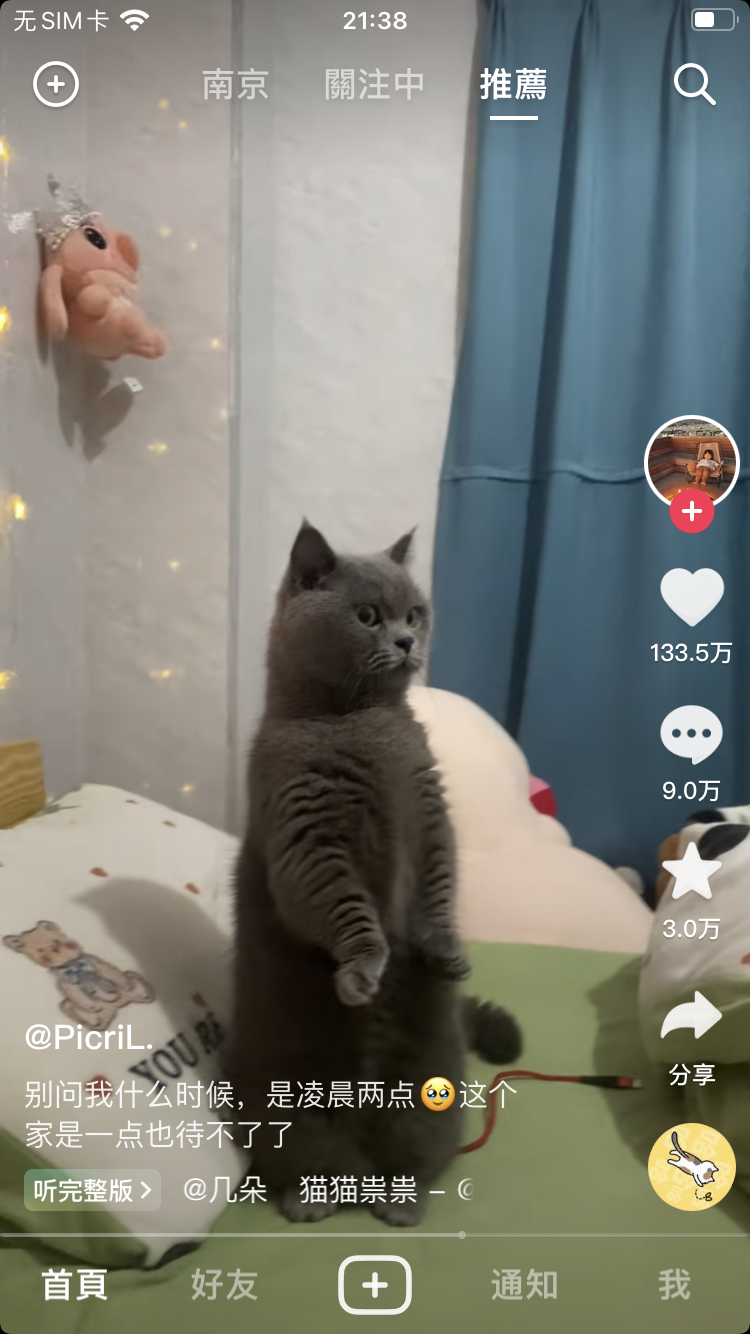 无SIM卡
21:38
南京
關注中
推薦
133.5万
9.0万
3.0万
分享
YOU RE
@PicriL.
别问我什么时候，是凌晨两点🥹这个
家是一点也待不了了
听完整版
@几朵 猫猫祟祟 – @
首頁
好友
通知
我